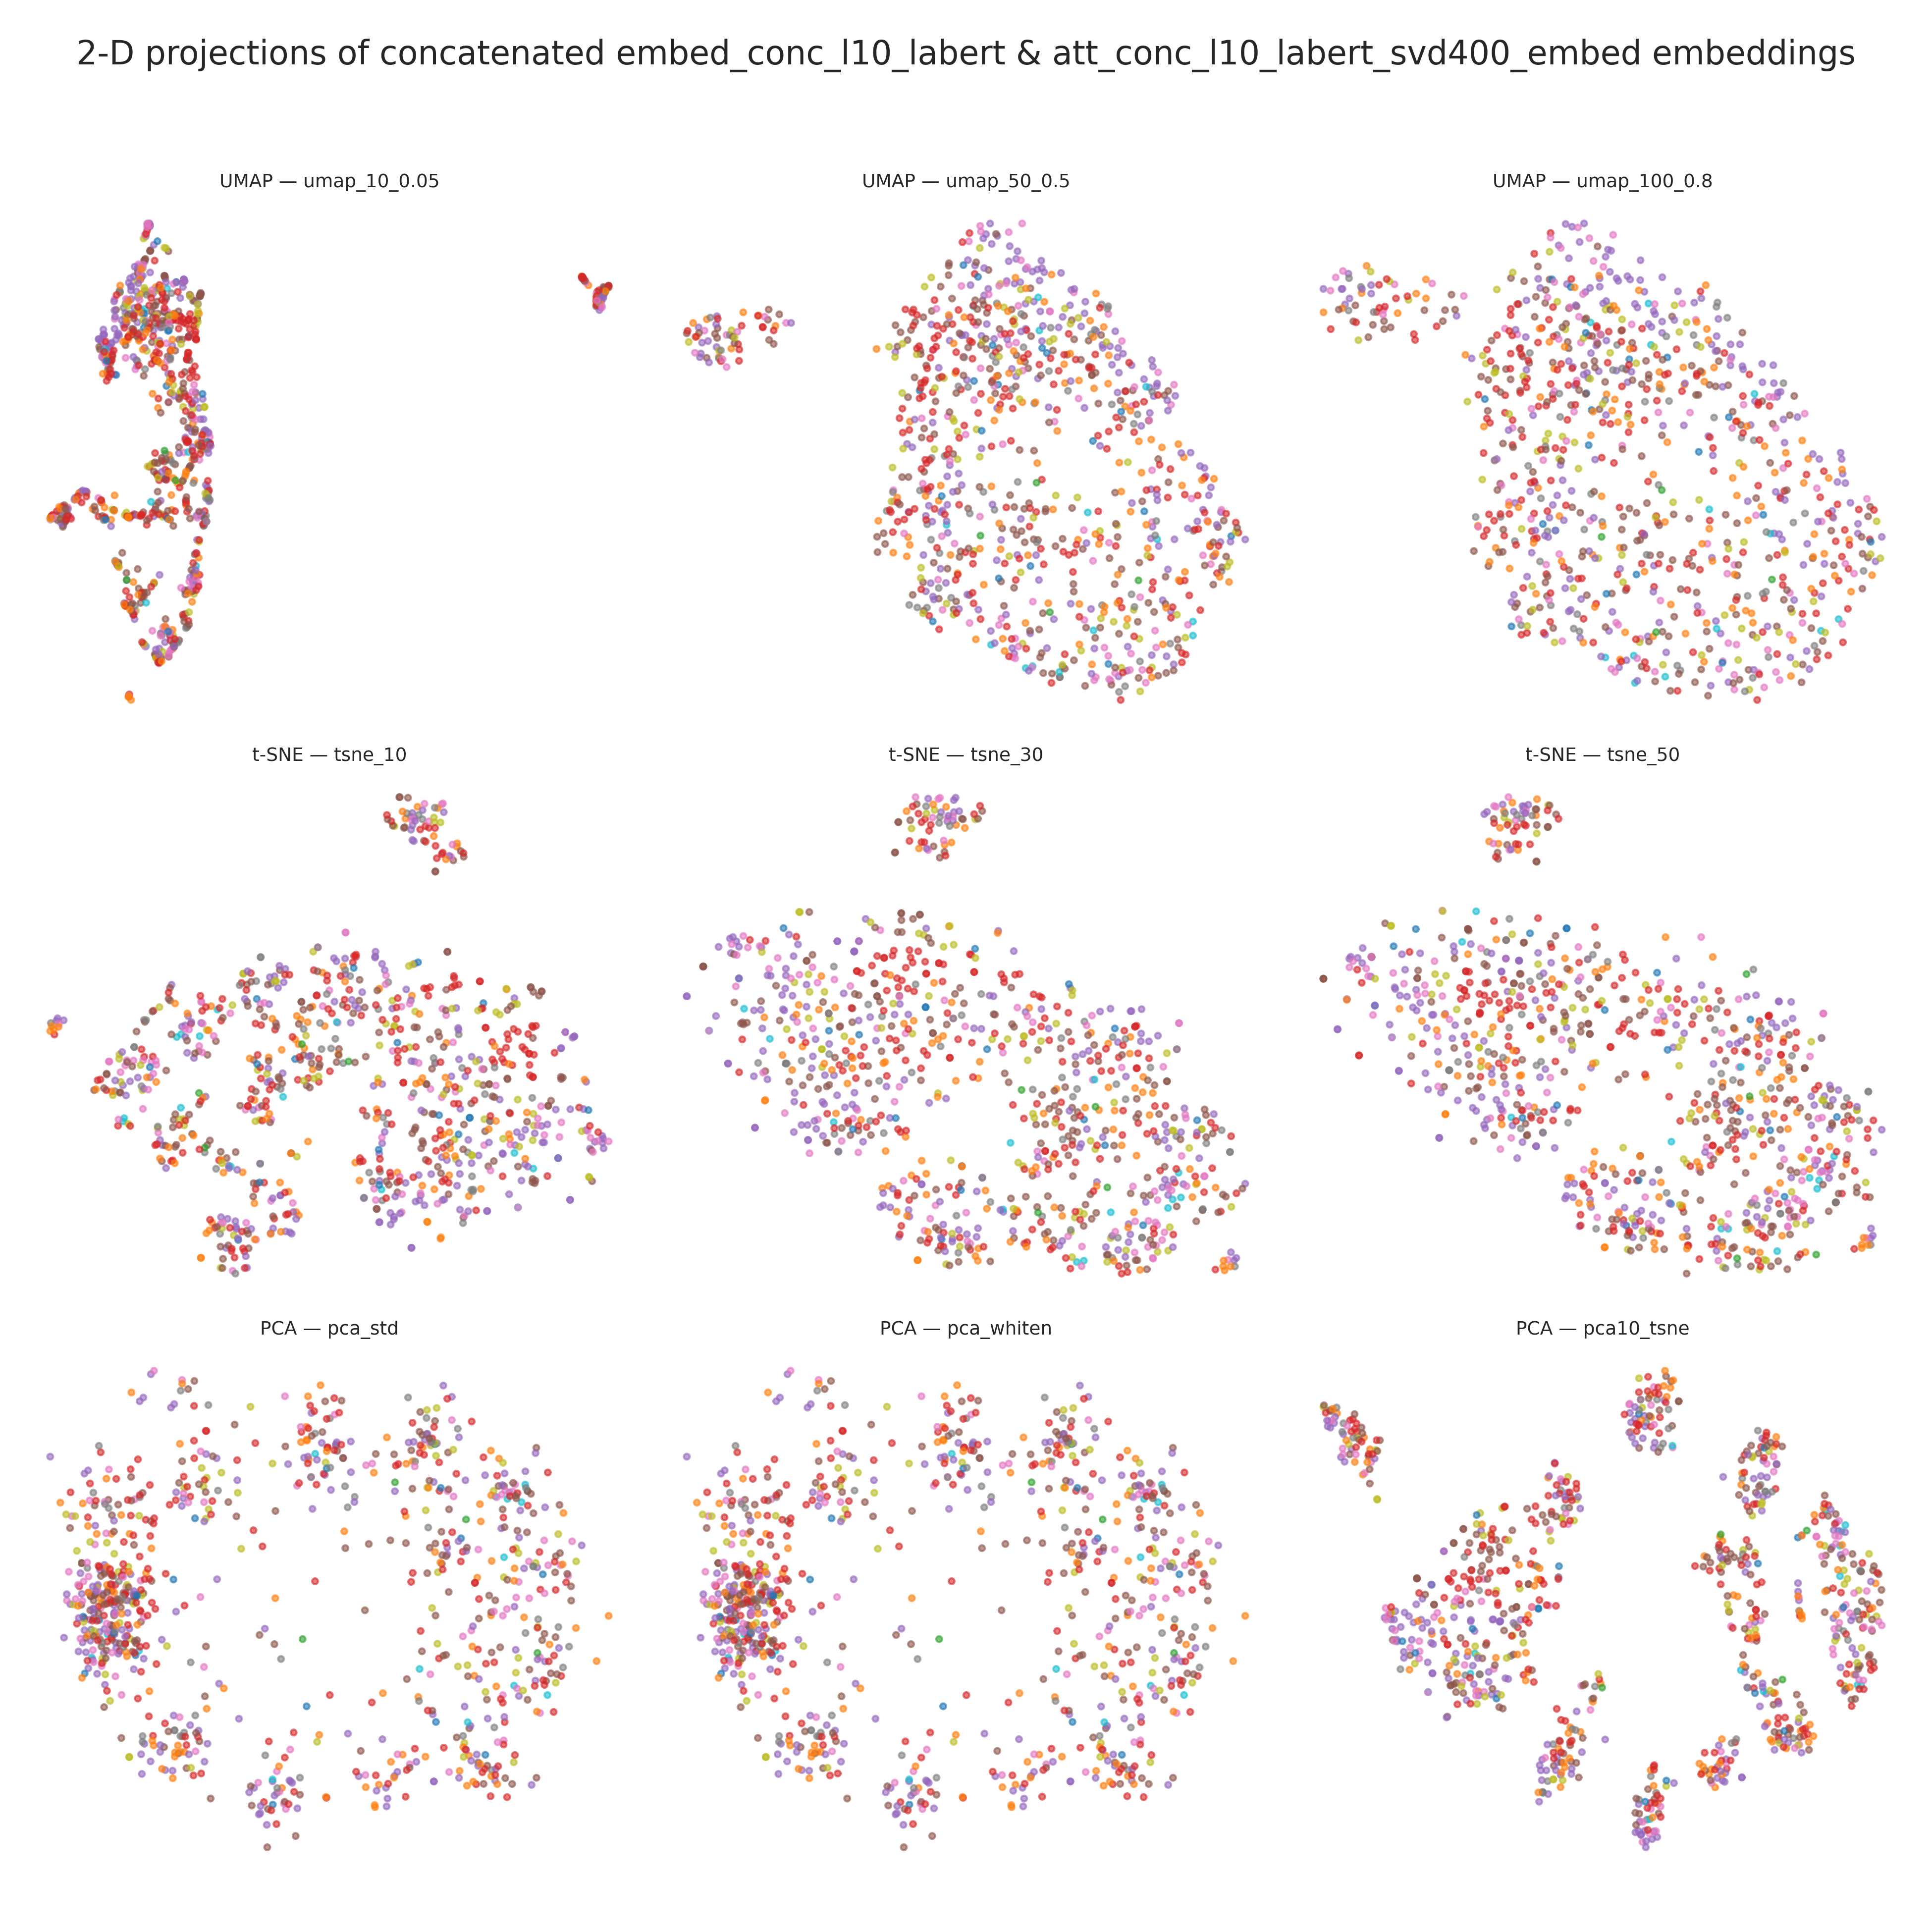 2-D projections of concatenated embed_conc_l10_labert & att_conc_l10_labert_svd400_embed embeddings
UMAP — umap_10_0.05
UMAP — umap_50_0.5
UMAP — umap_100_0.8
t-SNE — tsne_10
t-SNE — tsne_30
t-SNE — tsne_50
PCA — pca_std
PCA — pca_whiten
PCA — pca10_tsne